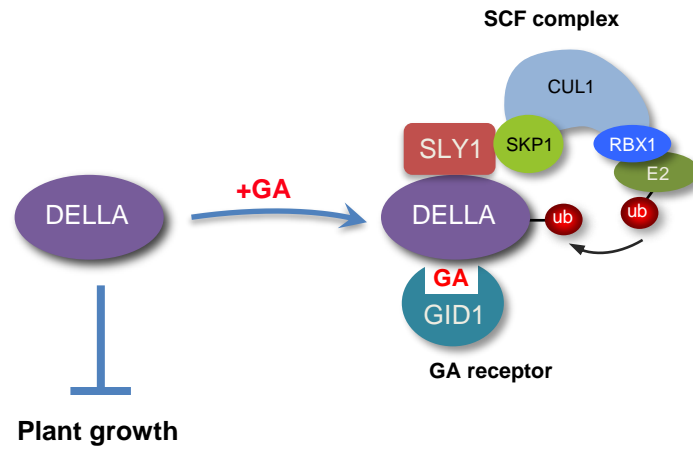 SCF complex
CUL1
SLY1
SKP1
RBX1
E2
+GA
DELLA
DELLA
ub
ub
GA
GID1
GA receptor
Plant growth